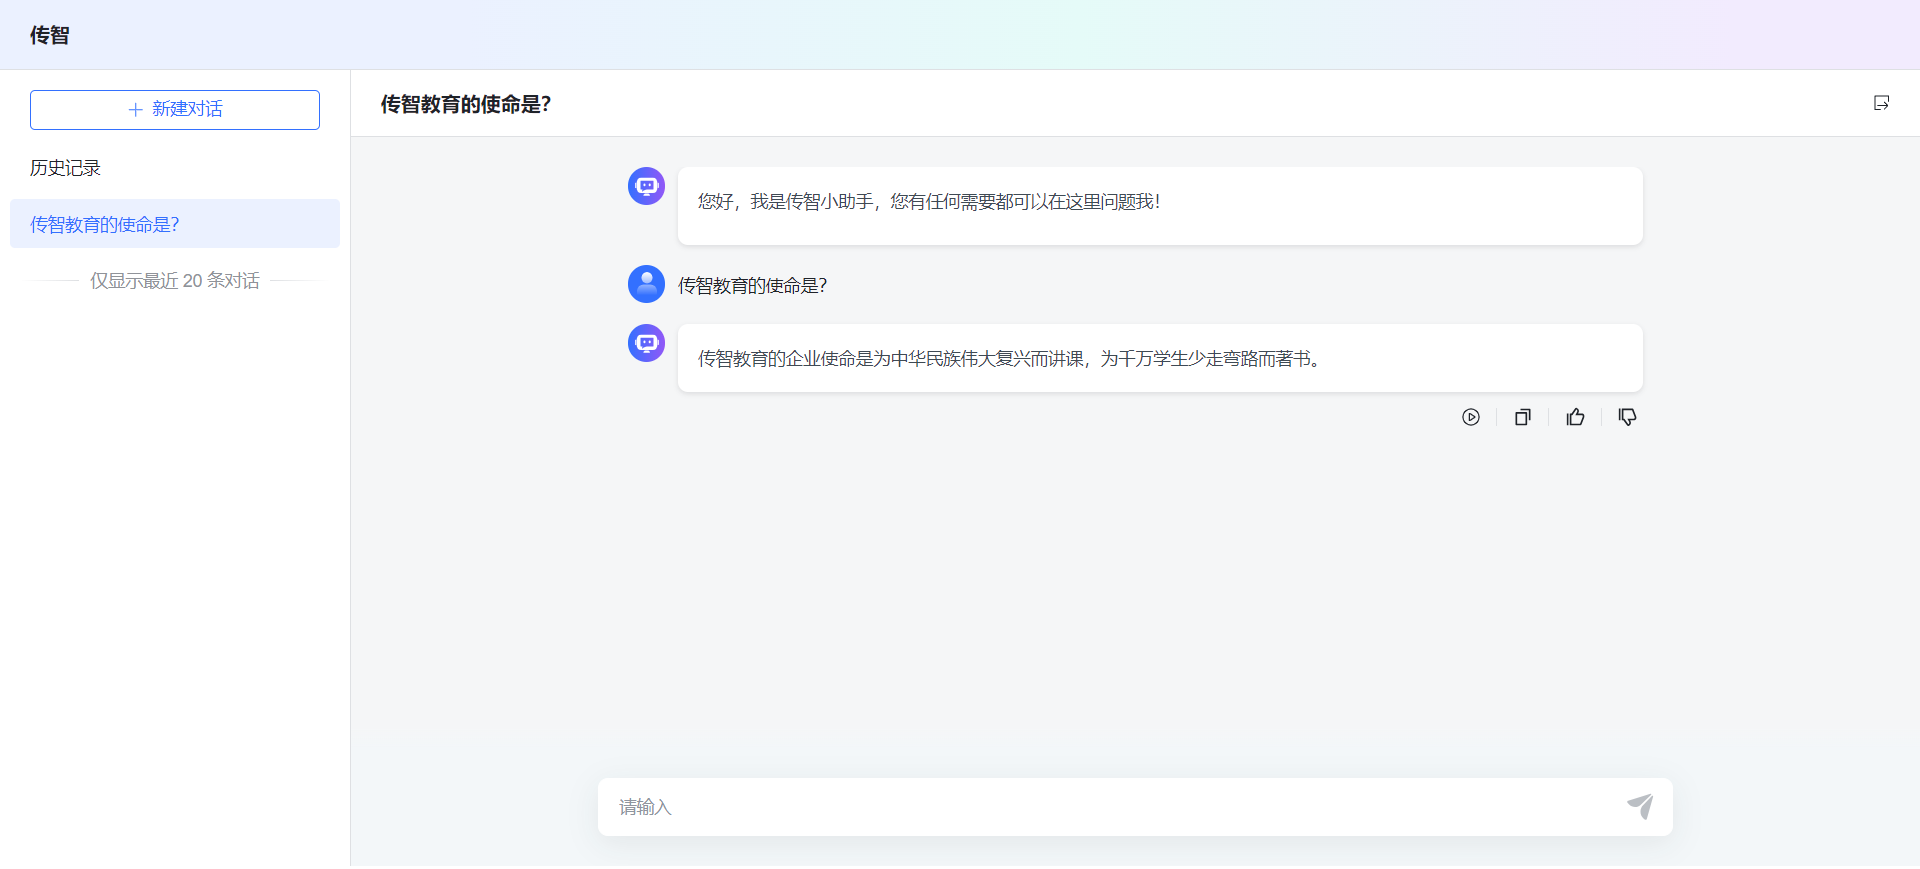 传智
新建对话
历史记录
传智教育的使命是?
仅显示最近 20 条对话
传智教育的使命是?
您好，我是传智小助手，您有任何需要都可以在这里问题我!
传智教育的使命是?
传智教育的企业使命是为中华民族伟大复兴而讲课，为千万学生少走弯路而著书。
请输入